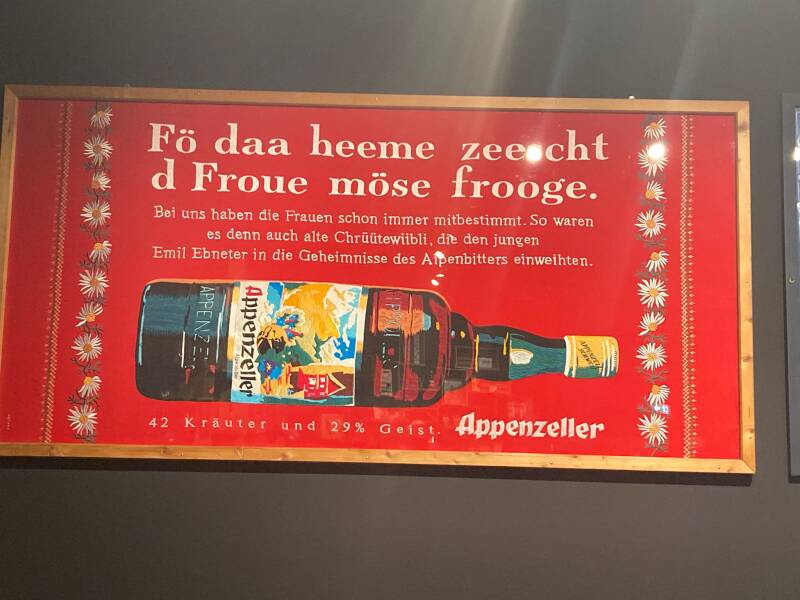 Fö daa heeme zeescht
d Froue möse frooge.
Bei uns haben die Frauen schon immer mitbestimmt. So waren
es denn auch alte Chrüütewiibli, die den jungen
Emil Ebneter in die Geheimnisse des Alpenbitters einweihten.
APPENZE
Appenzeller
42 Kräuter und 29% Geist. Appenzeller